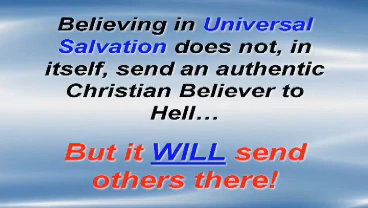 Believing in Universal
Salvation does not, in
itself, send an authentic
Christian Believer to
Hell...
But it WILL send
others there!